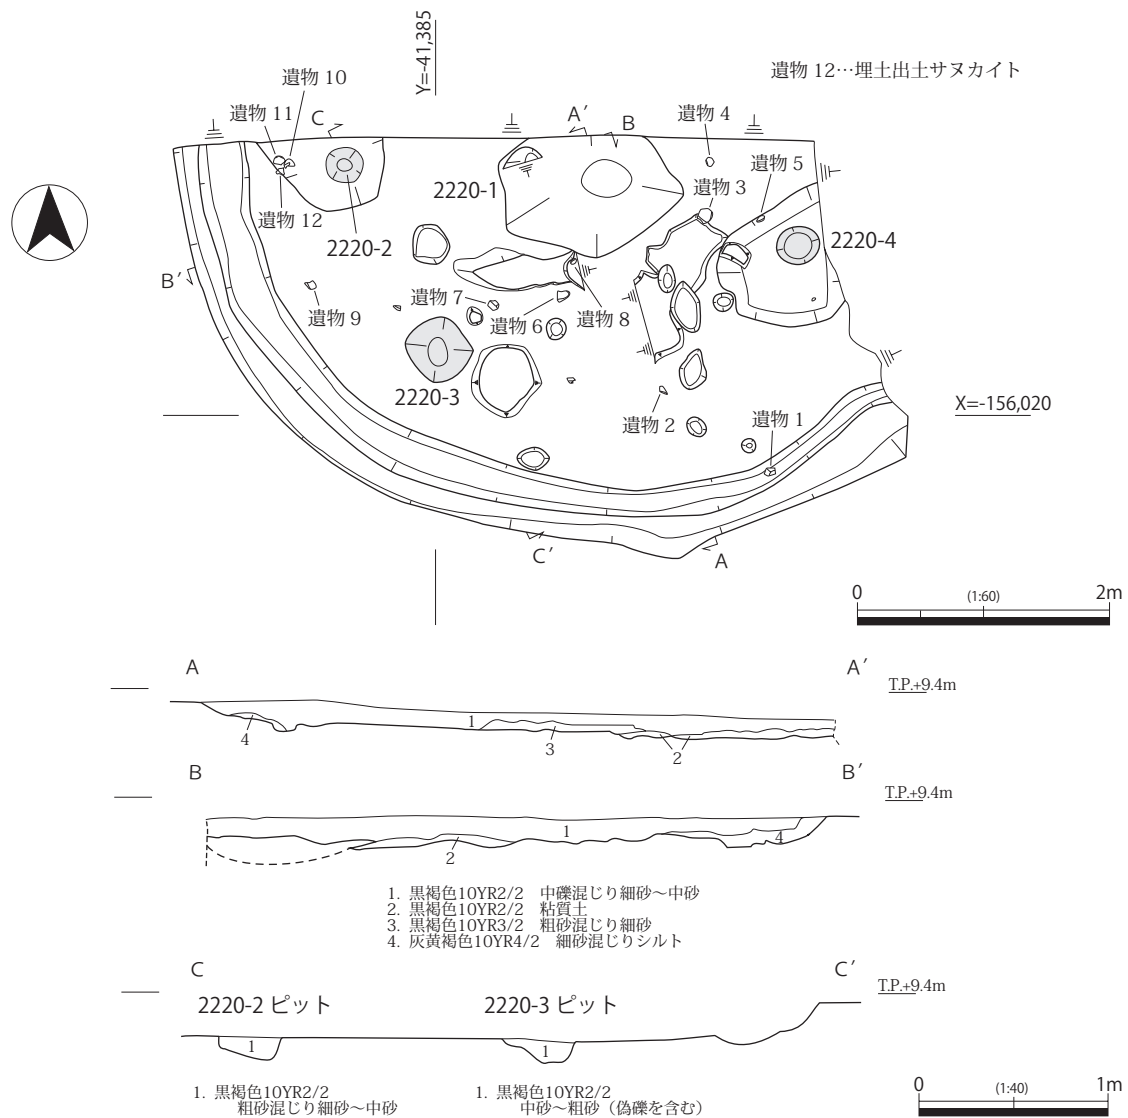 Y=-41,385
遺物 12…埋土出土サヌカイト
遺物 10
遺物 11
C
A′
B
遺物 4
遺物 5
2220-1
遺物 3
遺物 12
2220-2
2220-4
B′
遺物 9
遺物 7
遺物 6
遺物 8
2220-3
遺物 2
遺物 1
X=-156,020
C′
A
0
(1:60)
2m
A
A′
T.P.+9.4m
1
4
3
2
B
B′
T.P.+9.4m
1
4
2
1. 黒褐色10YR2/2 中礫混じり細砂～中砂
2. 黒褐色10YR2/2 粘質土
3. 黒褐色10YR3/2 粗砂混じり細砂
4. 灰黄褐色10YR4/2 細砂混じりシルト
C
C′
T.P.+9.4m
2220-2 ピット
2220-3 ピット
1
1
1. 黒褐色10YR2/2
粗砂混じり細砂～中砂
1. 黒褐色10YR2/2
中砂～粗砂（偽礫を含む）
0
(1:40)
1m